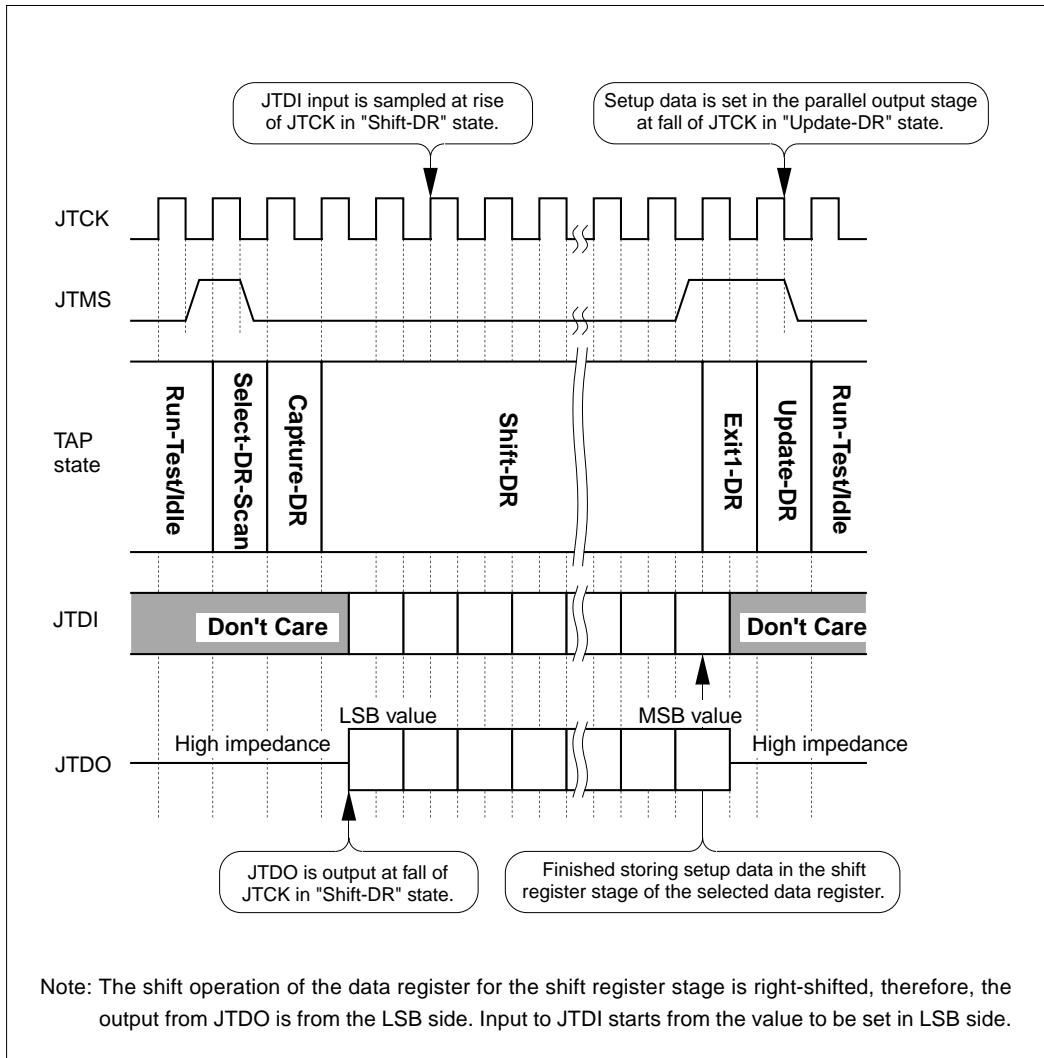 JTDI input is sampled at rise
of JTCK in "Shift-DR" state.
Setup data is set in the parallel output stage
at fall of JTCK in "Update-DR" state.
JTCK
JTMS
TAP
state
Run-Test/Idle
Select-DR-Scan
Capture-DR
Shift-DR
Exit1-DR
Update-DR
Run-Test/Idle
JTDI
Don't Care
Don't Care
LSB value
MSB value
High impedance
High impedance
JTDO
JTDO is output at fall of
JTCK in "Shift-DR" state.
Finished storing setup data in the shift
register stage of the selected data register.
Note: The shift operation of the data register for the shift register stage is right-shifted, therefore, the
output from JTDO is from the LSB side. Input to JTDI starts from the value to be set in LSB side.